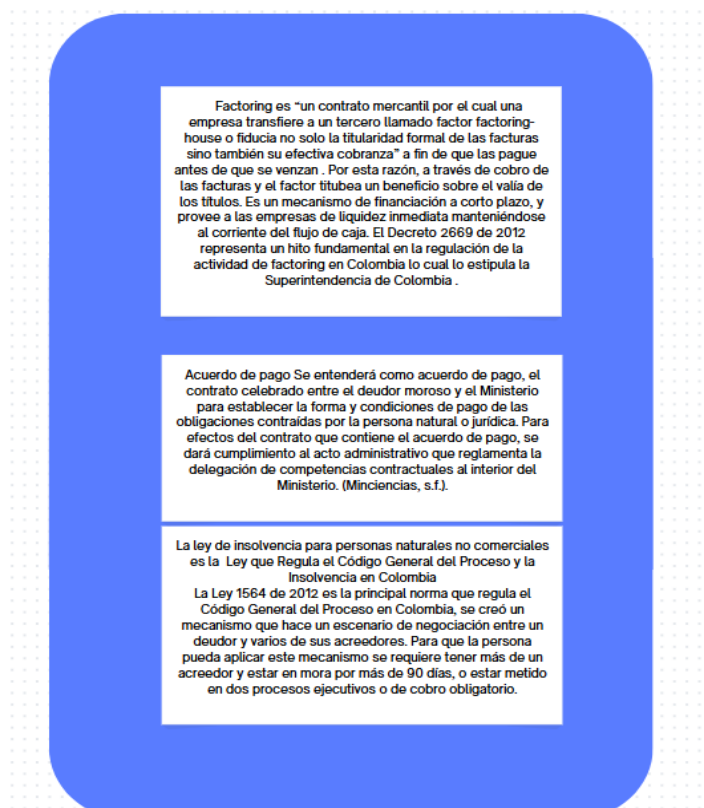 Factoring es “un contrato mercantil por el cual una
empresa transfiere a un tercero llamado factor factoring-
house o fiducia no solo la titularidad formal de las facturas
sino también su efectiva cobranza” a fin de que las pague
antes de que se venzan . Por esta razón, a través de cobro de
las facturas y el factor titubea un beneficio sobre el valía de
los títulos. Es un mecanismo de financiación a corto plazo, y
provee a las empresas de liquidez inmediata manteniéndose
al corriente del flujo de caja. El Decreto 2669 de 2012
representa un hito fundamental en la regulación de la
actividad de factoring en Colombia lo cual lo estipula la
Superintendencia de Colombia .
Acuerdo de pago Se entenderá como acuerdo de pago, el
contrato celebrado entre el deudor moroso y el Ministerio
para establecer la forma y condiciones de pago de las
obligaciones contraídas por la persona natural o jurídica. Para
efectos del contrato que contiene el acuerdo de pago, se
dará cumplimiento al acto administrativo que reglamenta la
delegación de competencias contractuales al interior del
Ministerio. (Minciencias, s.f.).
La ley de insolvencia para personas naturales no comerciales
es la Ley que Regula el Código General del Proceso y la
Insolvencia en Colombia
La Ley 1564 de 2012 es la principal norma que regula el
Código General del Proceso en Colombia, se creó un
mecanismo que hace un escenario de negociación entre un
deudor y varios de sus acreedores. Para que la persona
pueda aplicar este mecanismo se requiere tener más de un
acreedor y estar en mora por más de 90 días, o estar metido
en dos procesos ejecutivos o de cobro obligatorio.